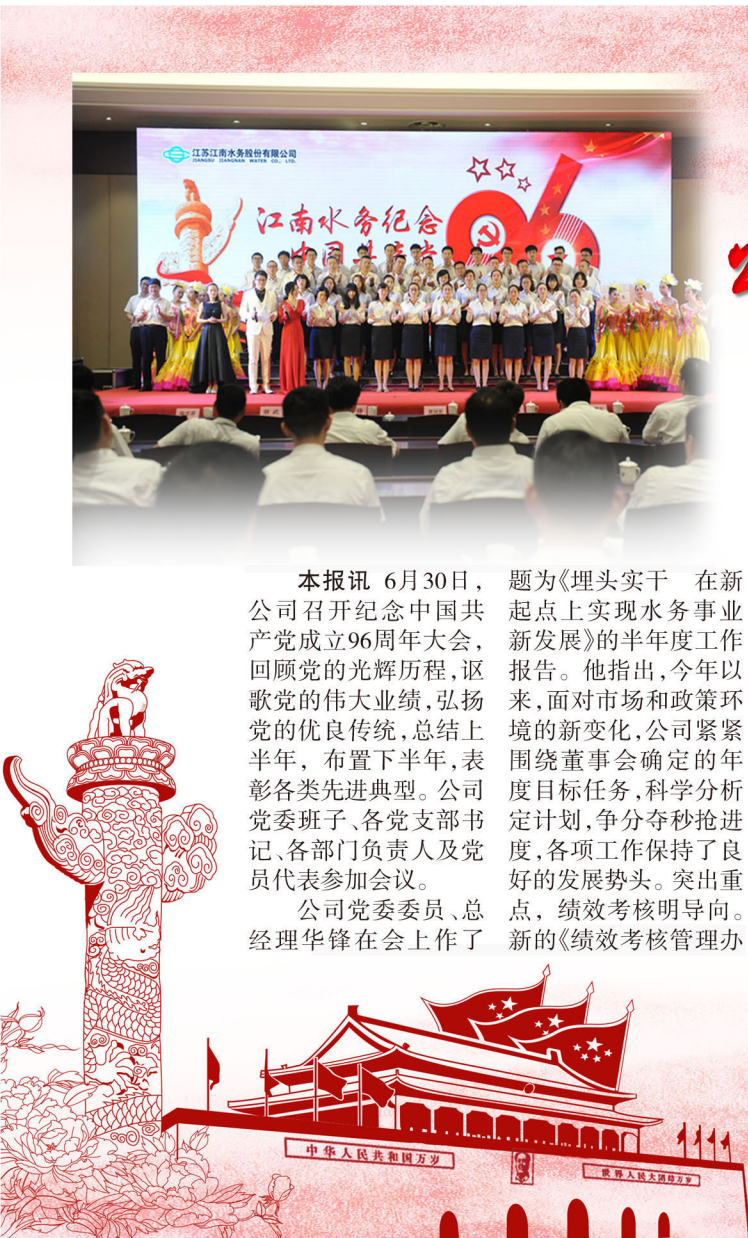 江苏江南水务股份有限公司
JIANGSU JIANGNAN WATER CO., LTD.
江南水务纪念
中国共产党
96
本报讯 6月30日，
公司召开纪念中国共
产党成立96周年大会，
回顾党的光辉历程，讴
歌党的伟大业绩，弘扬
党的优良传统，总结上
半年，布置下半年，表
彰各类先进典型。公司
党委班子、各党支部书
记、各部门负责人及党
员代表参加会议。
公司党委委员、总
经理华锋在会上作了
题为《埋头实干　在新
起点上实现水务事业
新发展》的半年度工作
报告。他指出，今年以
来，面对市场和政策环
境的新变化，公司紧紧
围绕董事会确定的年
度目标任务，科学分析
定计划，争分夺秒抢进
度，各项工作保持了良
好的发展势头。突出重
点，绩效考核明导向。
新的《绩效考核管理办
中华人民共和国万岁
世界人民大团结万岁